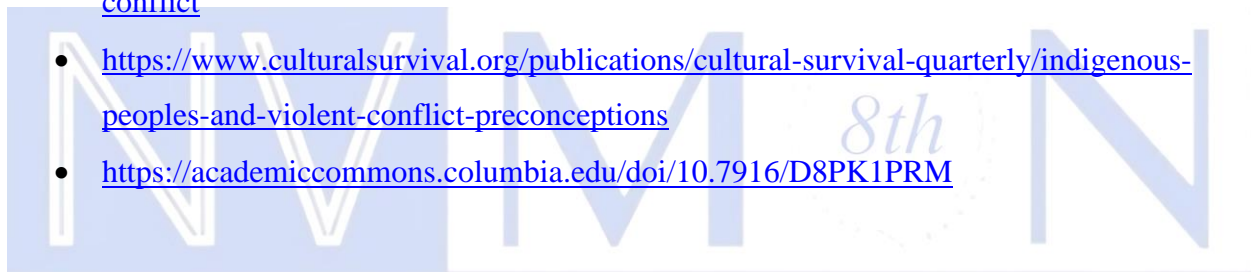 conflict
• https://www.culturalsurvival.org/publications/cultural-survival-quarterly/indigenous-
peoples-and-violent-conflict-preconceptions
• https://academiccommons.columbia.edu/doi/10.7916/D8PK1PRM
NVM 8th N